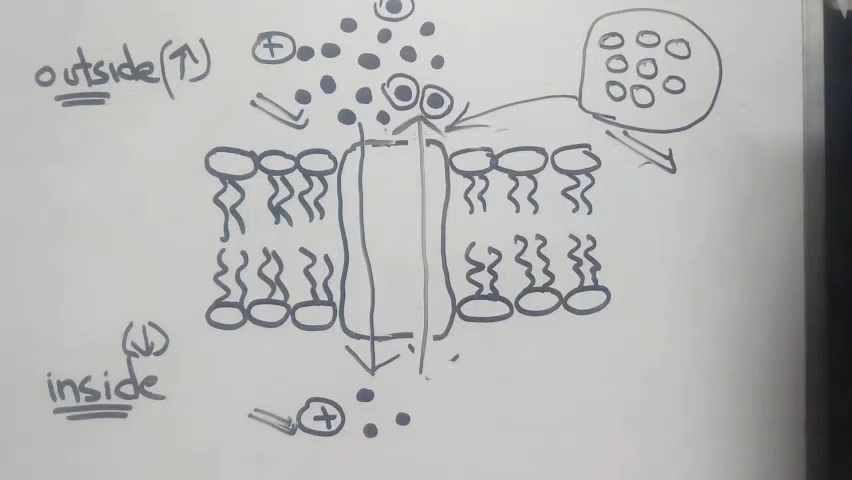 outside (↑)
+
(↓)
inside
+